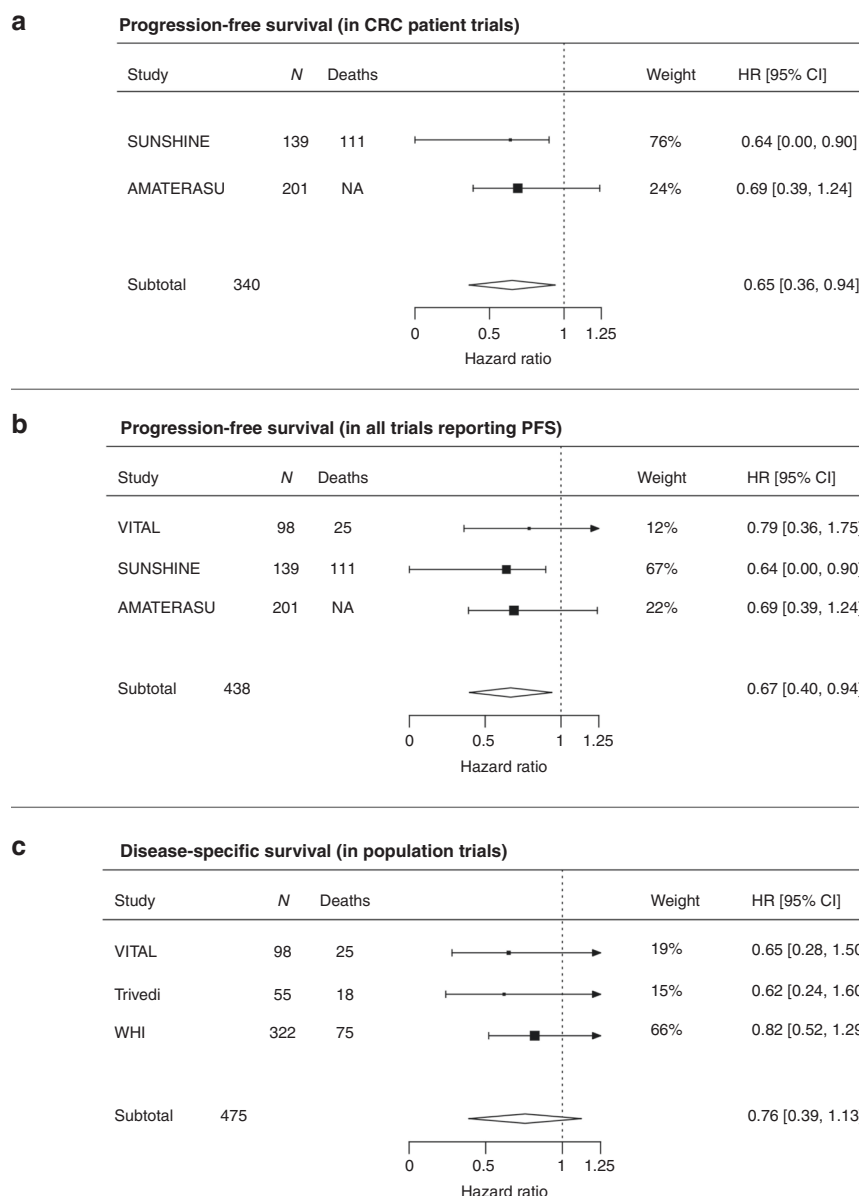 a Progression-free survival (in CRC patient trials)
Study N Deaths Weight HR [95% CI]
SUNSHINE 139 111 76% 0.64 [0.00, 0.90]
AMATERASU 201 NA 24% 0.69 [0.39, 1.24]
Subtotal 340 0.65 [0.36, 0.94]
0 0.5 1 1.25
Hazard ratio
b Progression-free survival (in all trials reporting PFS)
Study N Deaths Weight HR [95% CI]
VITAL 98 25 12% 0.79 [0.36, 1.75]
SUNSHINE 139 111 67% 0.64 [0.00, 0.90]
AMATERASU 201 NA 22% 0.69 [0.39, 1.24]
Subtotal 438 0.67 [0.40, 0.94]
0 0.5 1 1.25
Hazard ratio
c Disease-specific survival (in population trials)
Study N Deaths Weight HR [95% CI]
VITAL 98 25 19% 0.65 [0.28, 1.50
Trivedi 55 18 15% 0.62 [0.24, 1.60
WHI 322 75 66% 0.82 [0.52, 1.29
Subtotal 475 0.76 [0.39, 1.13
0 0.5 1 1.25
Hazard ratio